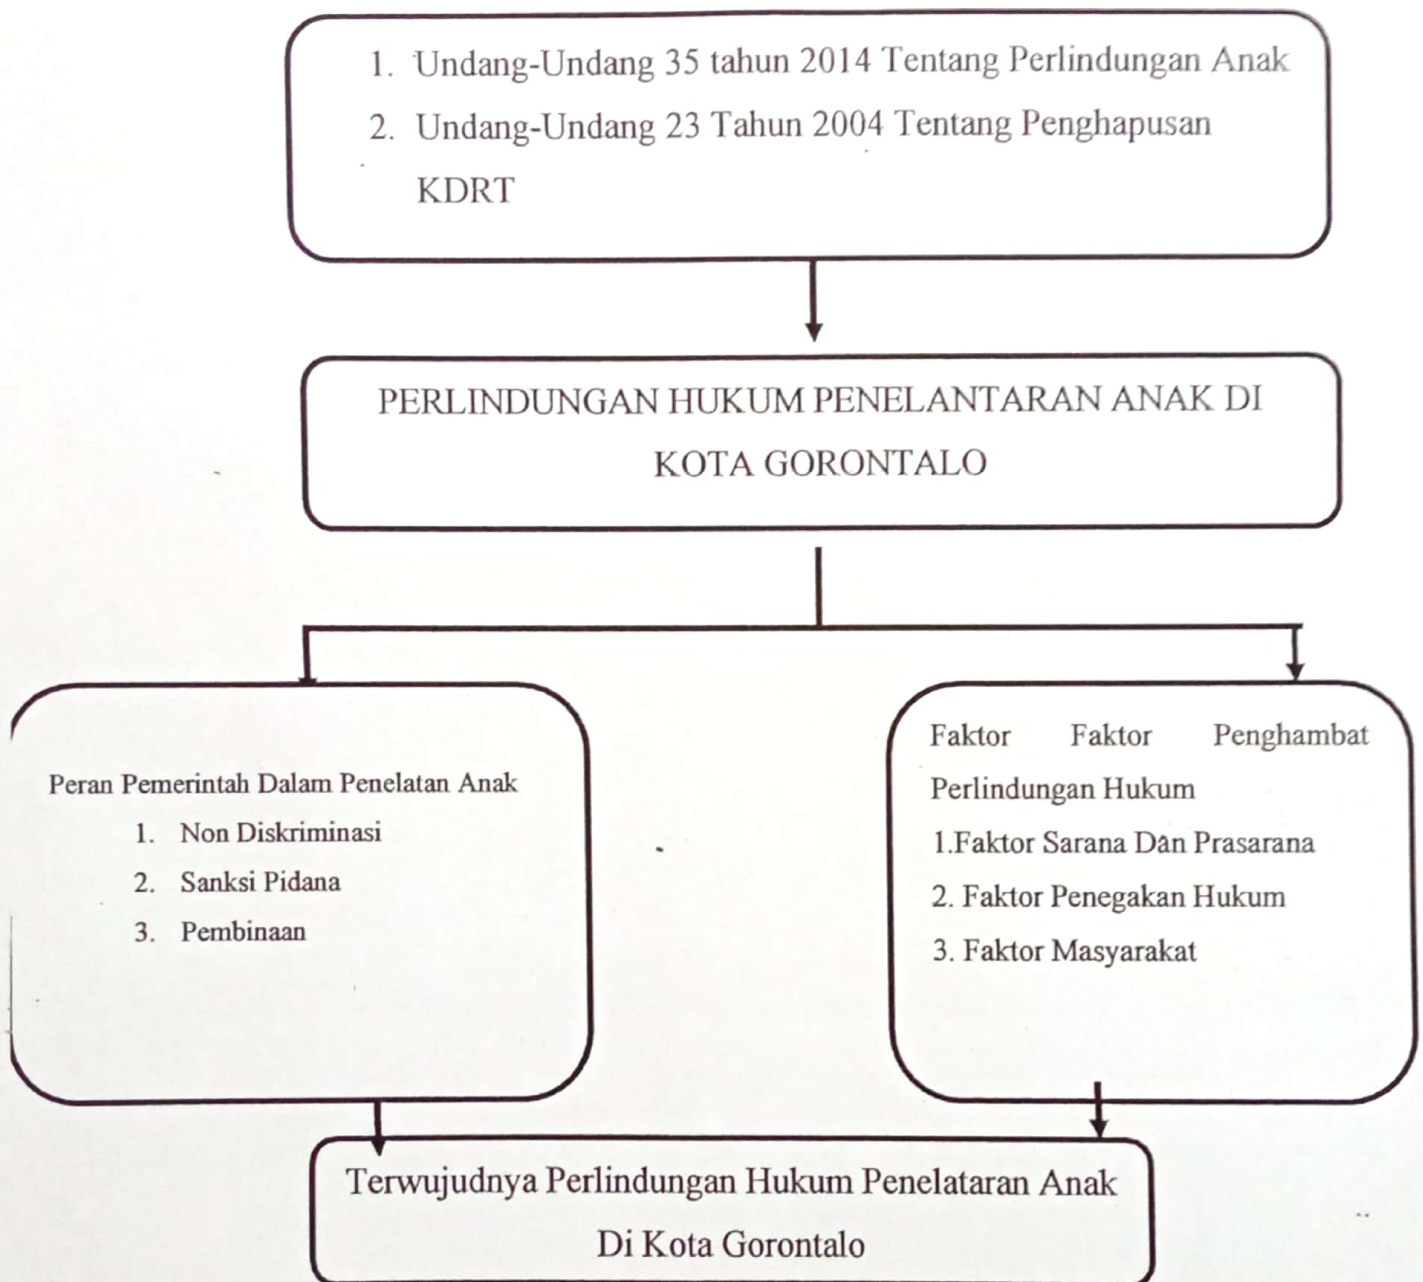 1. Undang-Undang 35 tahun 2014 Tentang Perlindungan Anak
2. Undang-Undang 23 Tahun 2004 Tentang Penghapusan
KDRT
PERLINDUNGAN HUKUM PENELANTARAN ANAK DI
KOTA GORONTALO
Peran Pemerintah Dalam Penelatan Anak
1. Non Diskriminasi
2. Sanksi Pidana
3. Pembinaan
Faktor Faktor Penghambat
Perlindungan Hukum
1.Faktor Sarana Dan Prasarana
2. Faktor Penegakan Hukum
3. Faktor Masyarakat
Terwujudnya Perlindungan Hukum Penelataran Anak
Di Kota Gorontalo